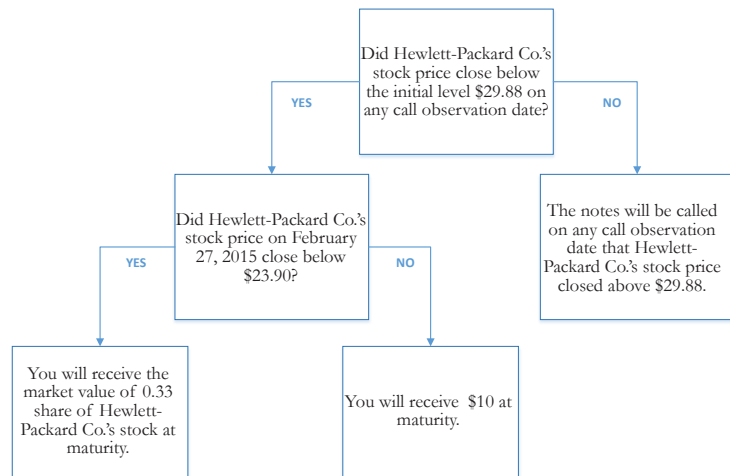 Did Hewlett-Packard Co.'s
stock price close below
the initial level $29.88 on
any call observation date?
YES
NO
Did Hewlett-Packard Co.'s
stock price on February
27, 2015 close below
$23.90?
The notes will be called
on any call observation
date that Hewlett-
Packard Co.'s stock price
closed above $29.88.
YES
NO
You will receive the
market value of 0.33
share of Hewlett-
Packard Co.'s stock at
maturity.
You will receive $10 at
maturity.